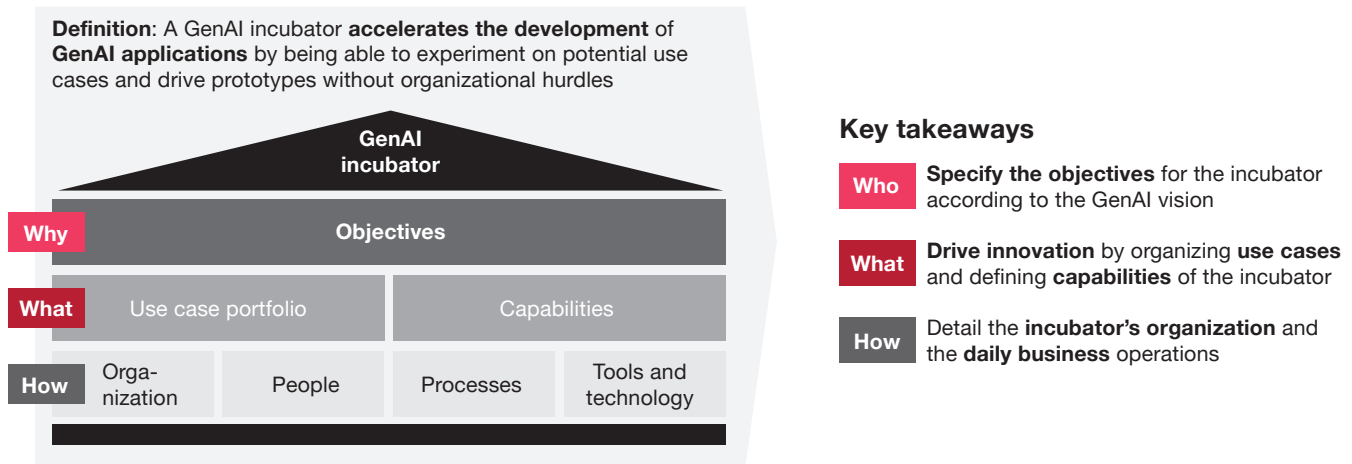 Definition: A GenAI incubator accelerates the development of
GenAI applications by being able to experiment on potential use
cases and drive prototypes without organizational hurdles
GenAI
incubator
Why
Objectives
What
Use case portfolio
Capabilities
How
Orga-
nization
People
Processes
Tools and
technology
Key takeaways
Who
Specify the objectives for the incubator
according to the GenAI vision
What
Drive innovation by organizing use cases
and defining capabilities of the incubator
How
Detail the incubator’s organization and
the daily business operations